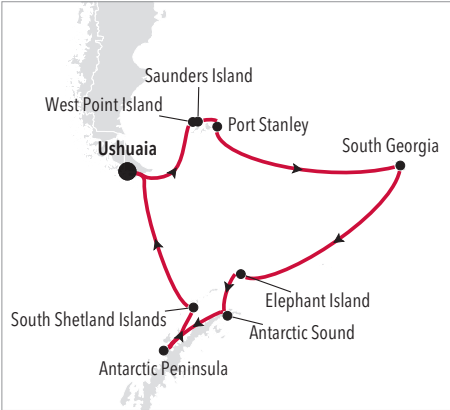 Saunders Island
West Point Island
Port Stanley
Ushuaia
South Georgia
Elephant Island
South Shetland Islands
Antarctic Sound
Antarctic Peninsula